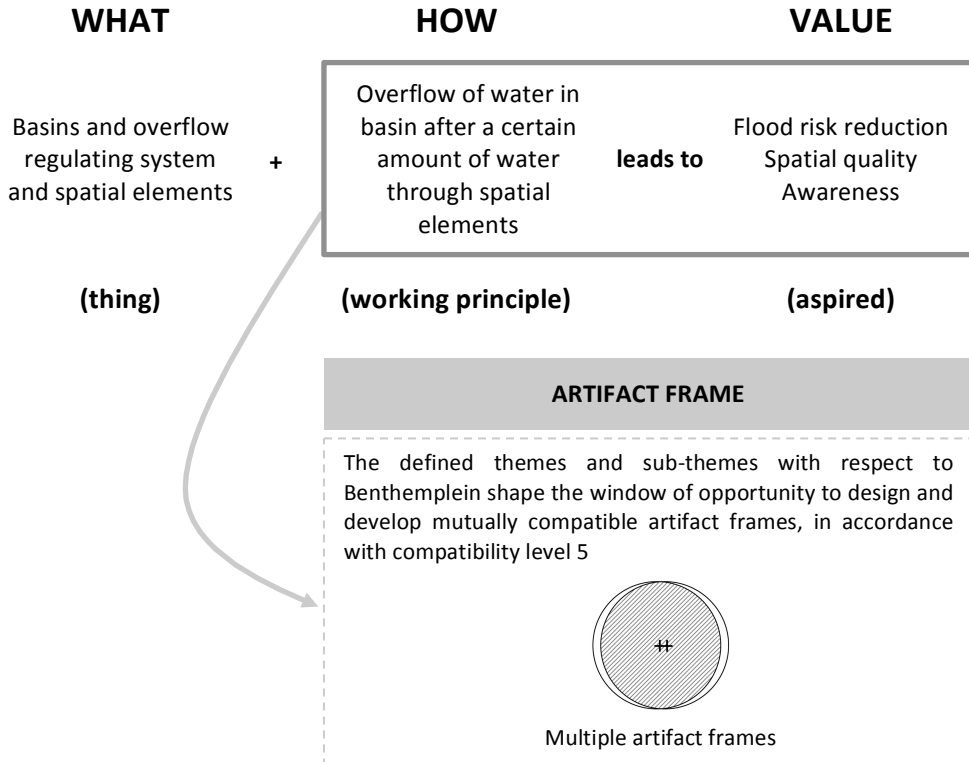 WHAT
HOW
VALUE
Basins and overflow
regulating system
and spatial elements
+
Overflow of water in
basin after a certain
amount of water
through spatial
elements
leads to
Flood risk reduction
Spatial quality
Awareness
(thing)
(working principle)
(aspired)
ARTIFACT FRAME
The defined themes and sub-themes with respect to
Benthemplein shape the window of opportunity to design and
develop mutually compatible artifact frames, in accordance
with compatibility level 5
++
Multiple artifact frames